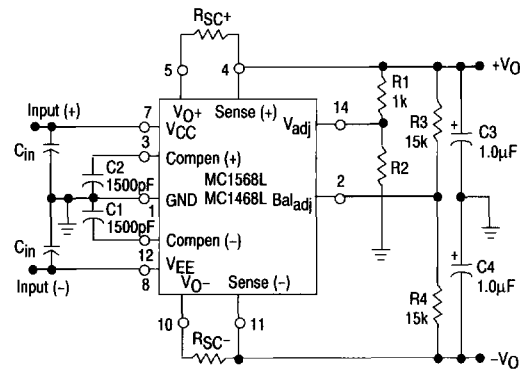 RSC+
5
4
+VO
Input (+)
7
VO+
Sense (+)
VCC
14
R1
1k
Vadj
R3
15k
+
C3
1.0μF
Cin
3
Compen (+)
C2
1500pF
MC1568L
R2
GND
MC1468L
Baladj
2
1
C1
1500pF
Cin
Compen (–)
12
VEE
+
C4
1.0μF
Input (–)
8
VO–
Sense (–)
R4
15k
10
11
RSC–
–VO